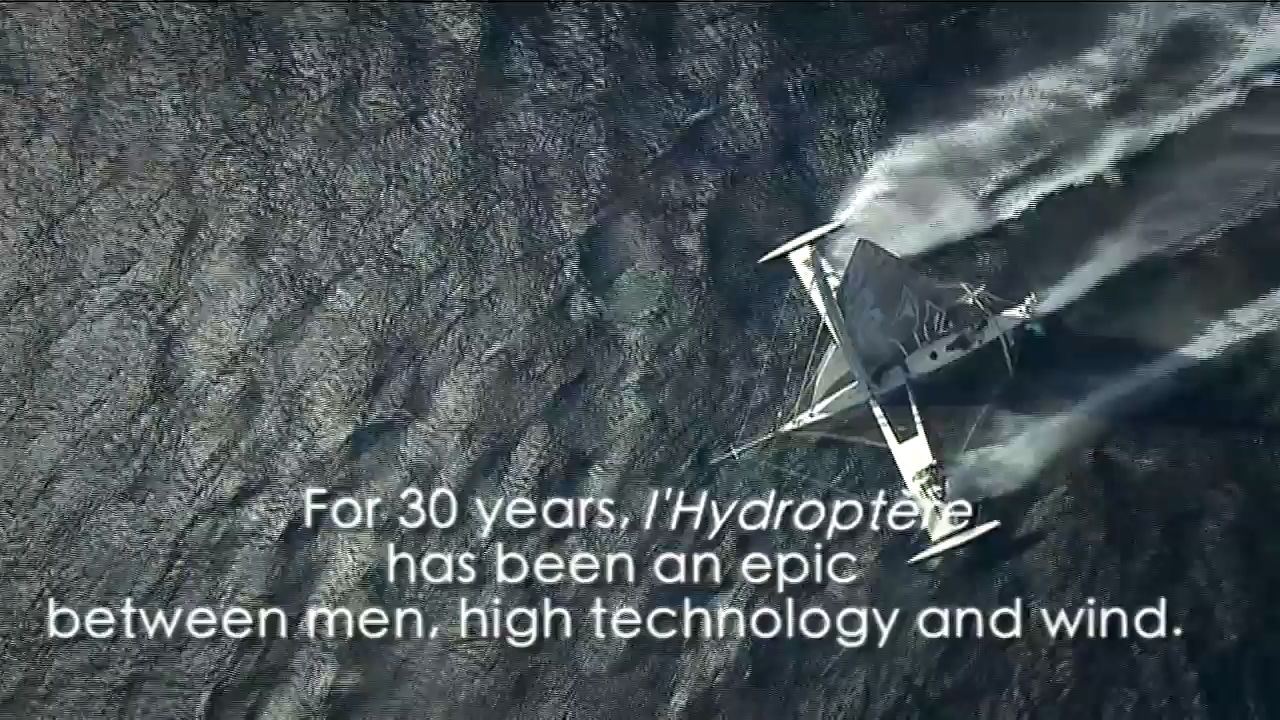 For 30 years, l'Hydroptère
has been an epic
between men, high technology and wind.